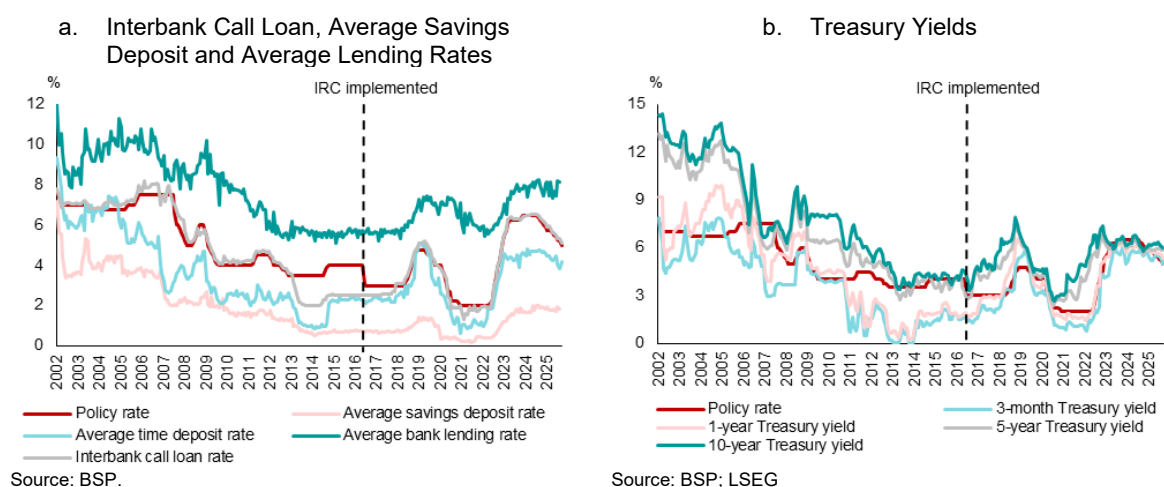 a. Interbank Call Loan, Average Savings
Deposit and Average Lending Rates
%
IRC implemented
12
10
8
6
4
2
0
2002 2003 2004 2005 2006 2007 2008 2009 2010 2011 2012 2013 2014 2015 2016 2017 2018 2019 2020 2021 2022 2023 2024 2025
Policy rate Average savings deposit rate
Average time deposit rate Average bank lending rate
Interbank call loan rate
Source: BSP.
b. Treasury Yields
%
IRC implemented
15
12
9
6
3
0
2002 2003 2004 2005 2006 2007 2008 2009 2010 2011 2012 2013 2014 2015 2016 2017 2018 2019 2020 2021 2022 2023 2024 2025
Policy rate 3-month Treasury yield
1-year Treasury yield 5-year Treasury yield
10-year Treasury yield
Source: BSP; LSEG